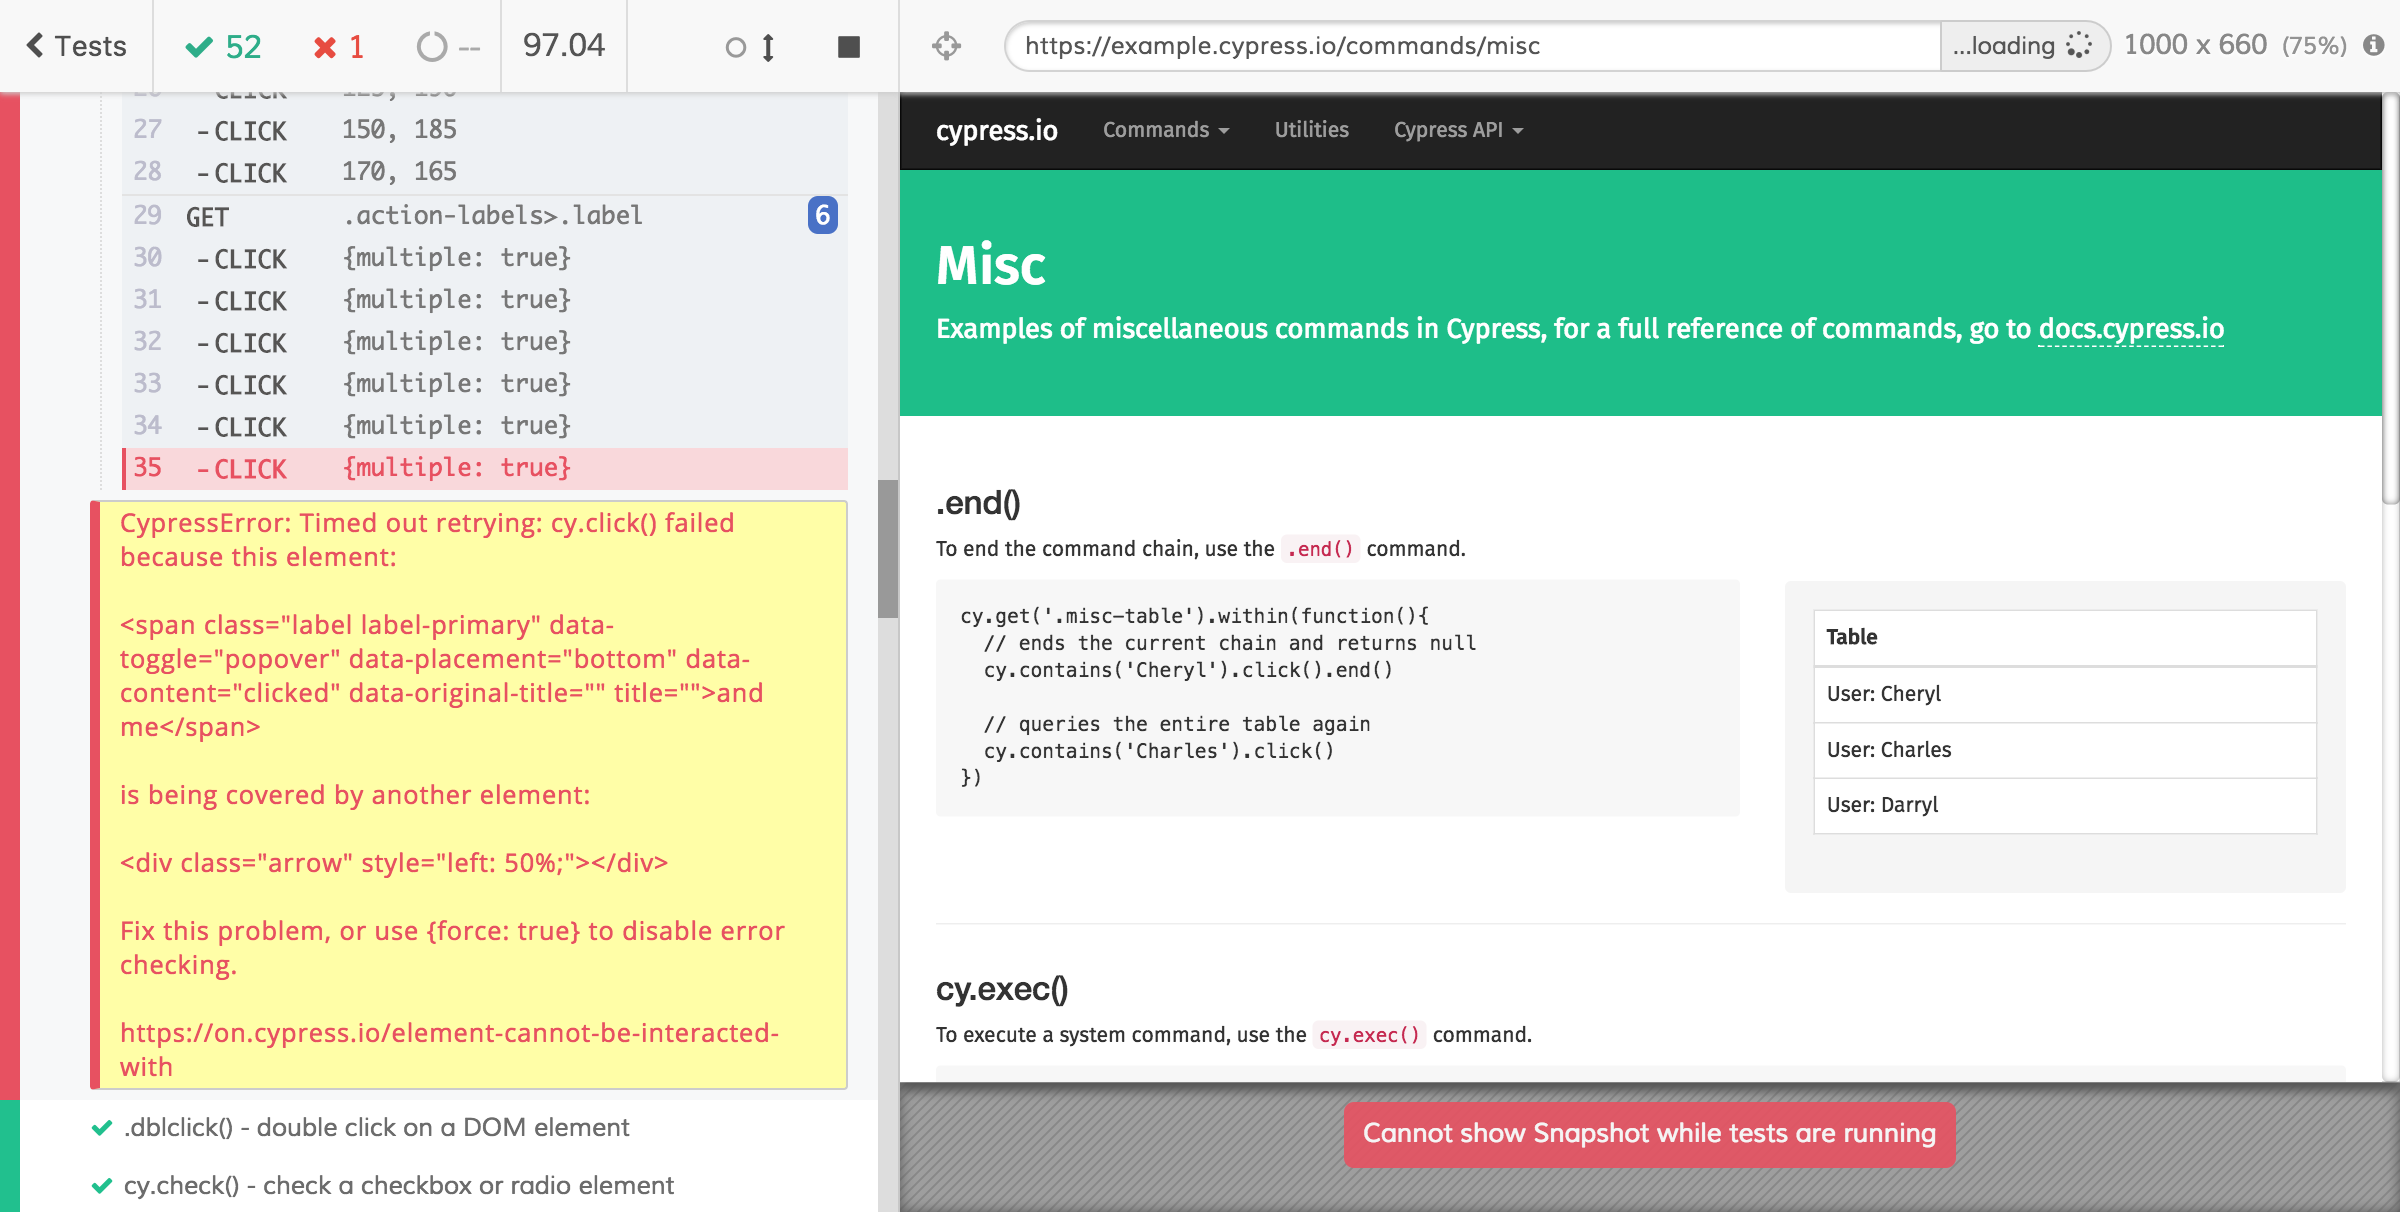 Tests
52
1
--
97.04
https://example.cypress.io/commands/misc
...loading
1000 x 660 (75%)
27 -CLICK 150, 185
28 -CLICK 170, 165
29 GET .action-labels>.label 6
30 -CLICK {multiple: true}
31 -CLICK {multiple: true}
32 -CLICK {multiple: true}
33 -CLICK {multiple: true}
34 -CLICK {multiple: true}
35 -CLICK {multiple: true}
CypressError: Timed out retrying: cy.click() failed
because this element:
<span class="label label-primary" data-
toggle="popover" data-placement="bottom" data-
content="clicked" data-original-title="" title="">and
me</span>
is being covered by another element:
<div class="arrow" style="left: 50%;"></div>
Fix this problem, or use {force: true} to disable error
checking.
https://on.cypress.io/element-cannot-be-interacted-
with
.dblclick() - double click on a DOM element
cy.check() - check a checkbox or radio element
cypress.io Commands Utilities Cypress API
Misc
Examples of miscellaneous commands in Cypress, for a full reference of commands, go to docs.cypress.io
.end()
To end the command chain, use the .end() command.
cy.get('.misc-table').within(function(){
// ends the current chain and returns null
cy.contains('Cheryl').click().end()
// queries the entire table again
cy.contains('Charles').click()
})
Table
User: Cheryl
User: Charles
User: Darryl
cy.exec()
To execute a system command, use the cy.exec() command.
Cannot show Snapshot while tests are running